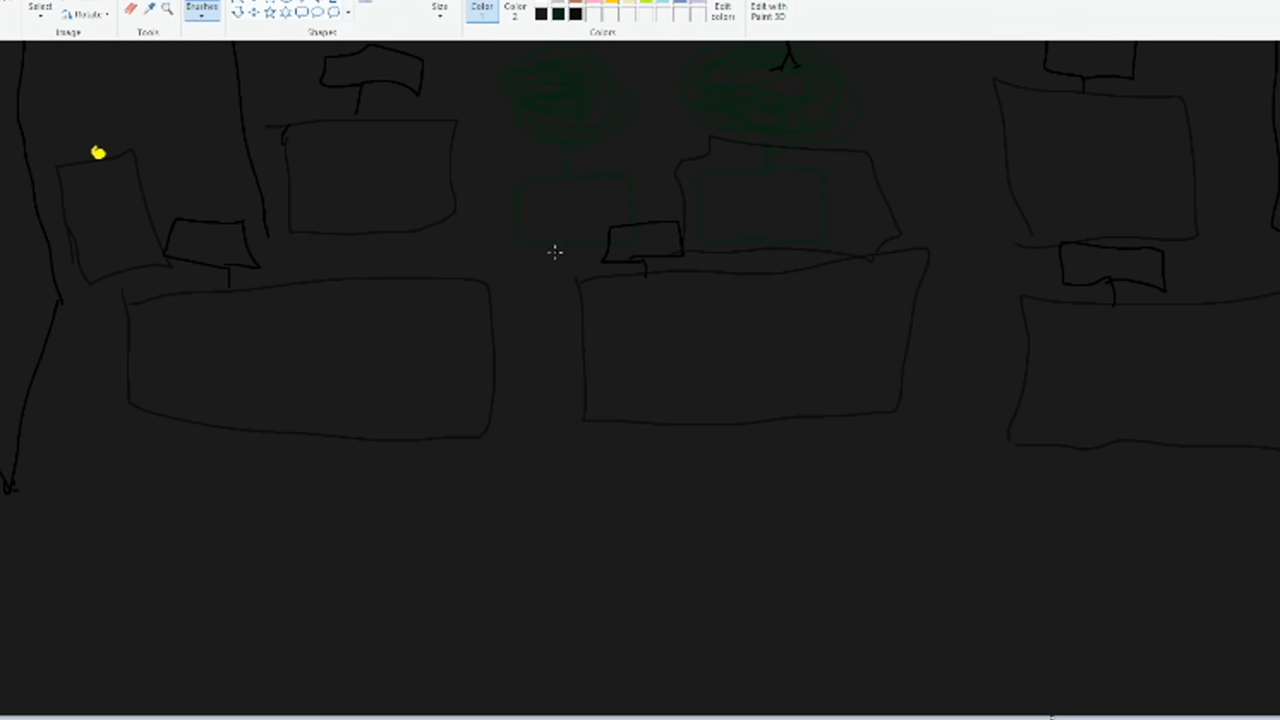 Select
Rotate
Brushes
Size
Color 1
Color 2
Edit colors
Edit with Paint 3D
Image
Tools
Shapes
Colors